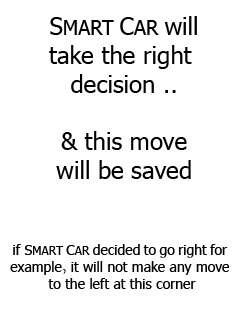 SMART CAR will
take the right
decision ..
& this move
will be saved
if SMART CAR decided to go right for
example, it will not make any move
to the left at this corner